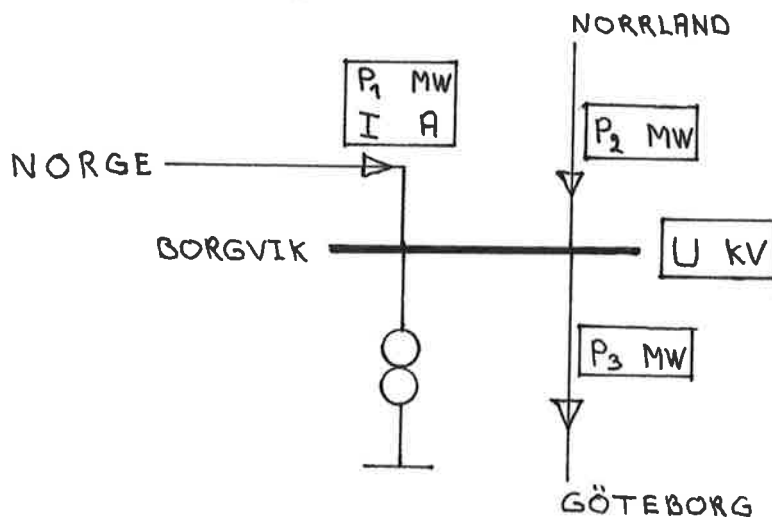 NORRLAND
P₁ MW
I A
P₂ MW
NORGE
BORGVIK
U KV
P₃ MW
GÖTEBORG